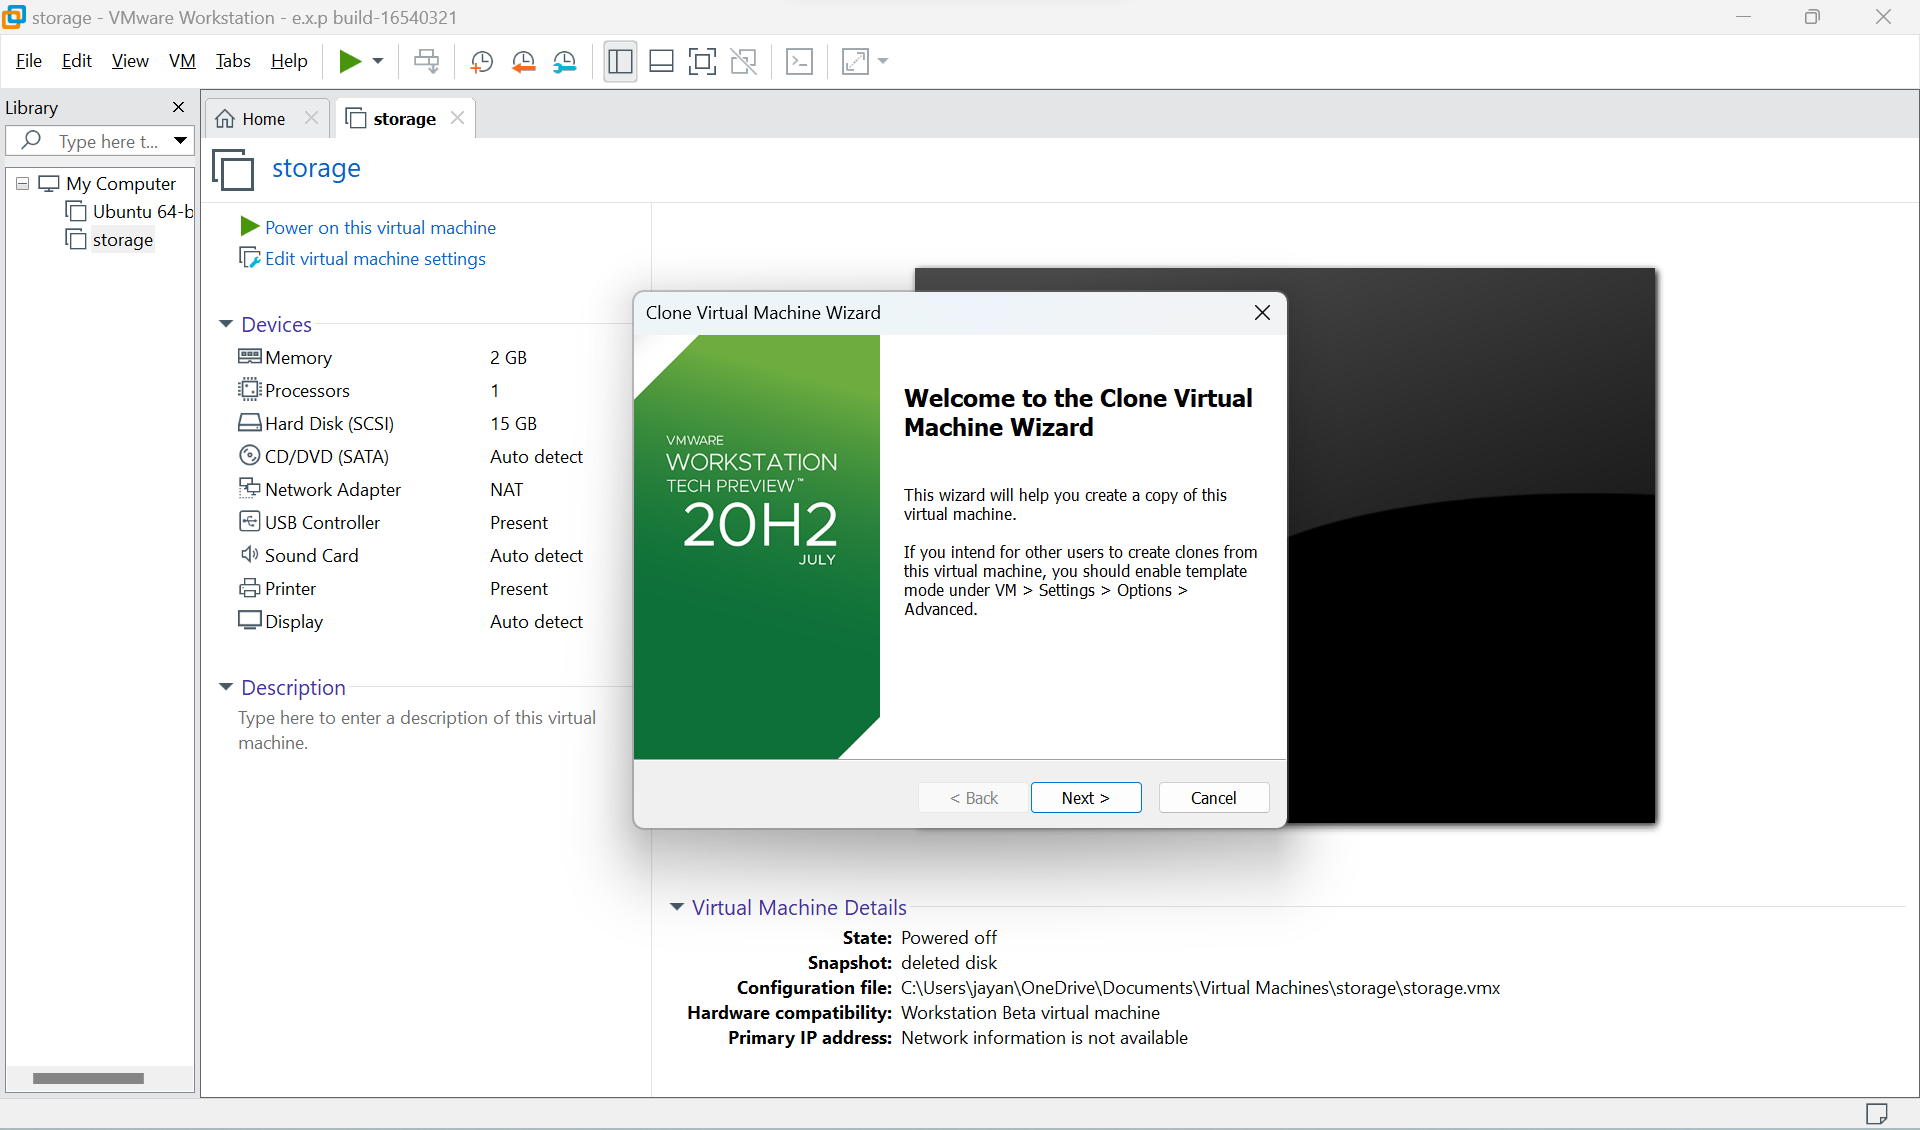 storage - VMware Workstation - e.x.p build-16540321
File Edit View VM Tabs Help
Library
Type here t...
My Computer
Ubuntu 64-b
storage
Home
storage
storage
Power on this virtual machine
Edit virtual machine settings
Devices
Memory 2 GB
Processors 1
Hard Disk (SCSI) 15 GB
CD/DVD (SATA) Auto detect
Network Adapter NAT
USB Controller Present
Sound Card Auto detect
Printer Present
Display Auto detect
Description
Type here to enter a description of this virtual
machine.
Clone Virtual Machine Wizard
VMWARE
WORKSTATION
TECH PREVIEW™
20H2
JULY
Welcome to the Clone Virtual
Machine Wizard
This wizard will help you create a copy of this
virtual machine.
If you intend for other users to create clones from
this virtual machine, you should enable template
mode under VM > Settings > Options >
Advanced.
< Back Next > Cancel
Virtual Machine Details
State: Powered off
Snapshot: deleted disk
Configuration file: C:\Users\jayan\OneDrive\Documents\Virtual Machines\storage\storage.vmx
Hardware compatibility: Workstation Beta virtual machine
Primary IP address: Network information is not available